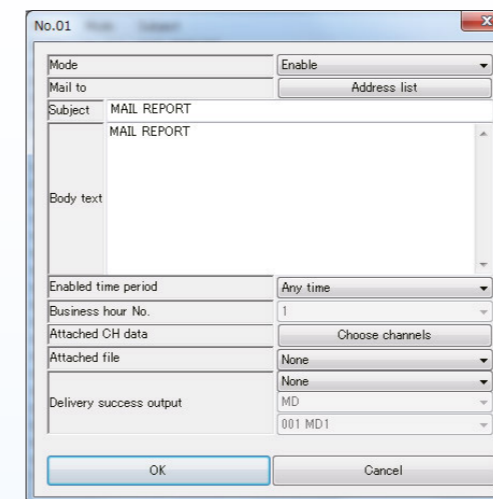 No.01
Mode Enable
Mail to Address list
Subject MAIL REPORT
Body text MAIL REPORT
Enabled time period Any time
Business hour No. 1
Attached CH data Choose channels
Attached file None
Delivery success output None
MD
001 MD1
OK Cancel